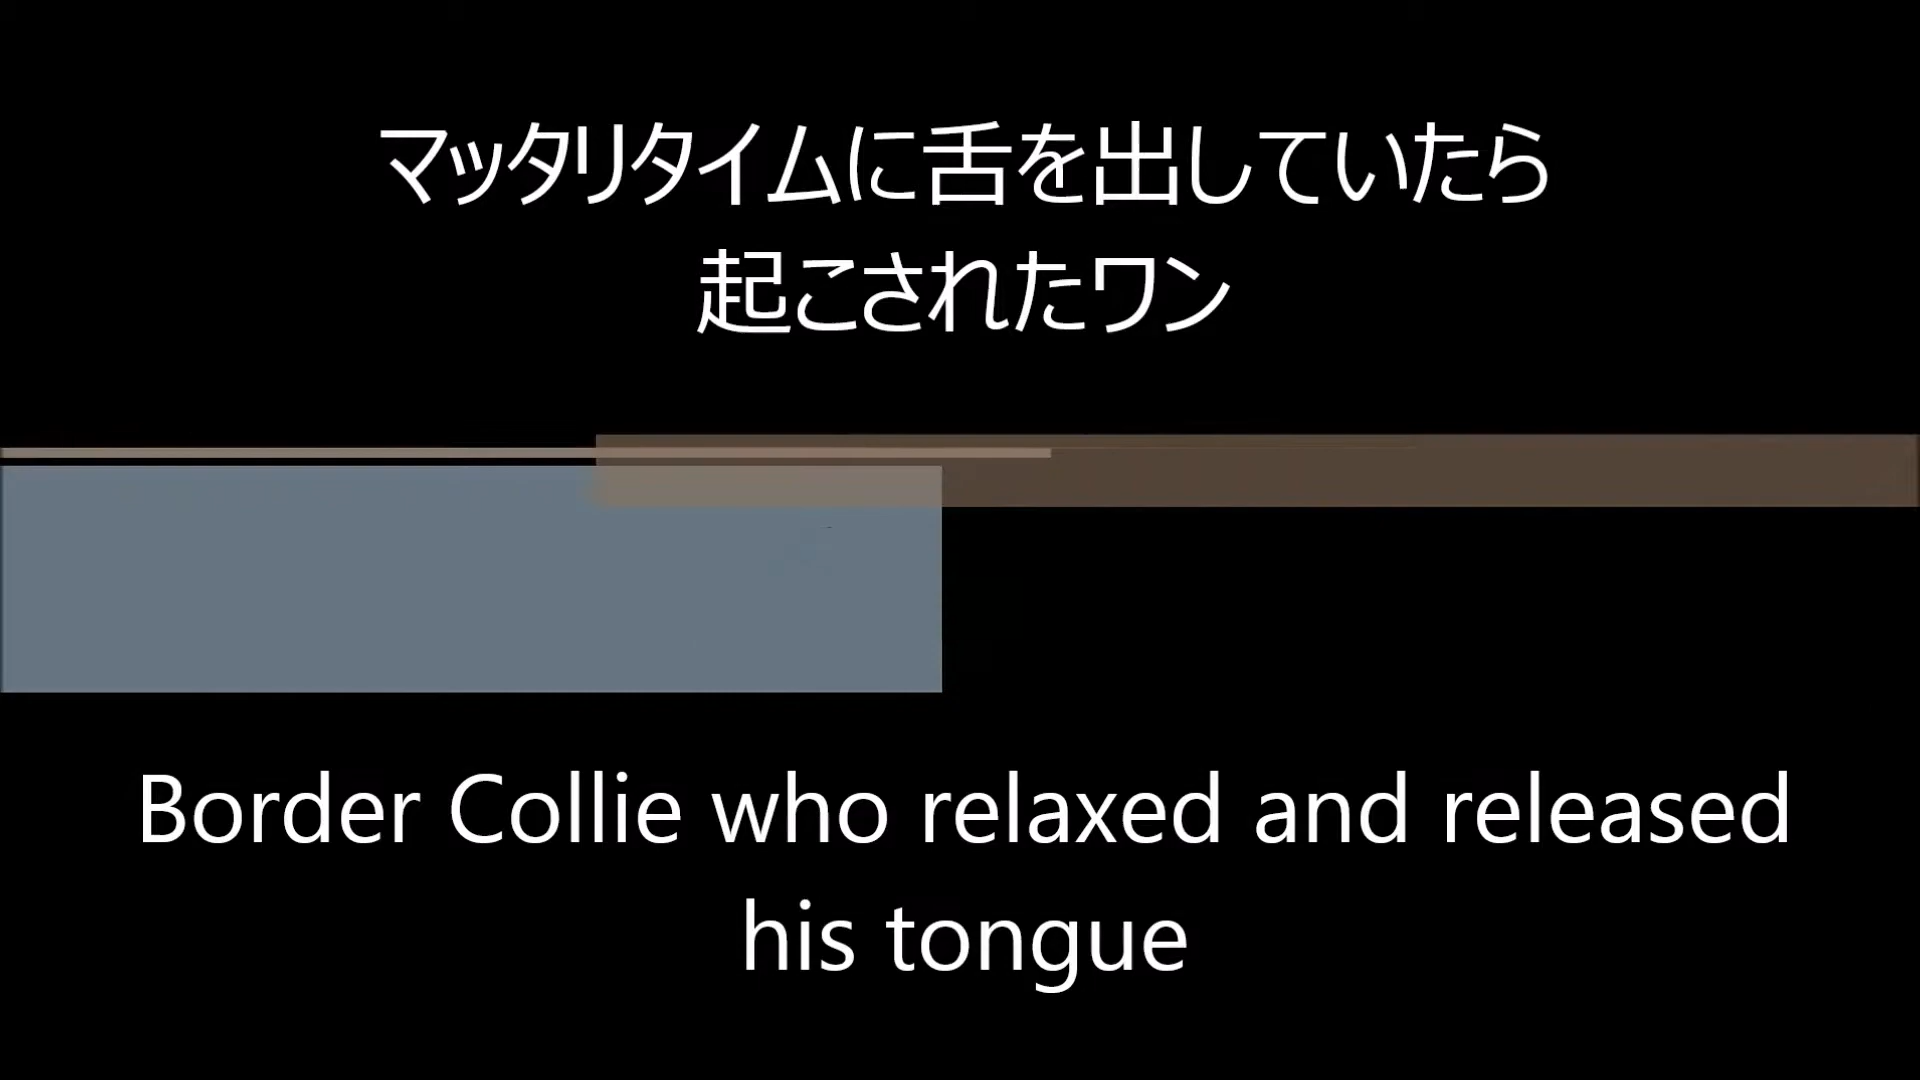 マッタリタイムに舌を出していたら
起こされたワン
Border Collie who relaxed and released
his tongue